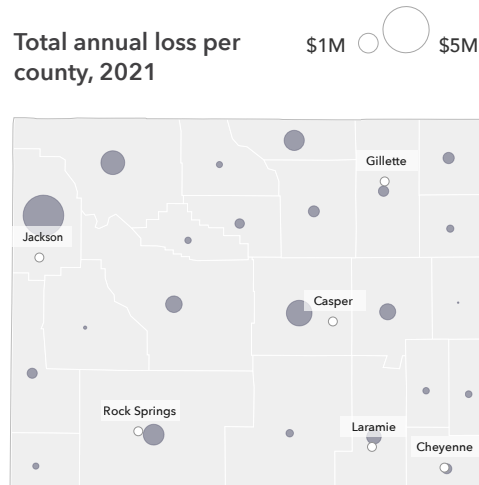 Total annual loss per
county, 2021
$1M
$5M
Gillette
Jackson
Casper
Rock Springs
Laramie
Cheyenne